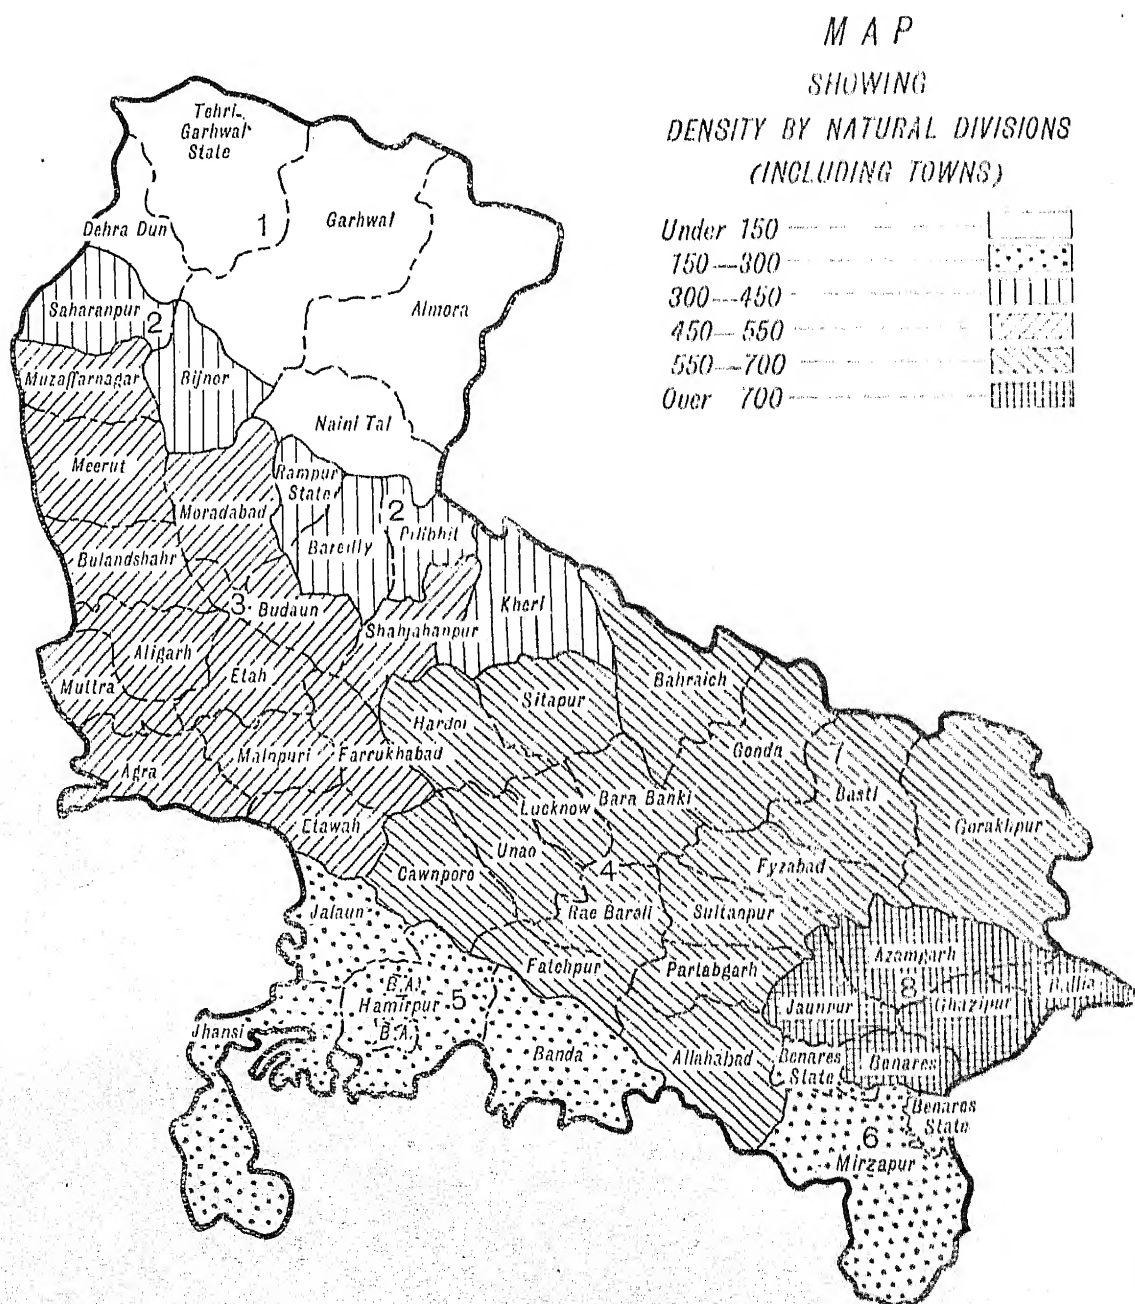 MAP
SHOWING
DENSITY BY NATURAL DIVISIONS
(INCLUDING TOWNS)
Under 150
150—300
300—450
450—550
550—700
Over 700
Tehri-
Garhwal
State
Dehra Dun
1
Garhwal
Almora
Saharanpur
2
Muzaffarnagar
Bijnor
Naini Tal
Meerut
Moradabad
Rampur
State
2
Pilibhit
Bareilly
Bulandshahr
3
Budaun
Shahjahanpur
Kheri
Aligarh
Muttra
Etah
Hardoi
Sitapur
Bahraich
Agra
Mainpuri
Farrukhabad
Gonda
7
Basti
Gorakhpur
Etawah
Lucknow
Bara Banki
Unao
4
Cawnpore
Fyzabad
Jalaun
Rae Bareli
Sultanpur
Fatehpur
Partabgarh
Azamgarh
8
Ballia
B.A.
Hamirpur
5
B.A.
Jaunpur
Ghazipur
Jhansi
Banda
Allahabad
Benares
State
Benares
Benares
State
6
Mirzapur